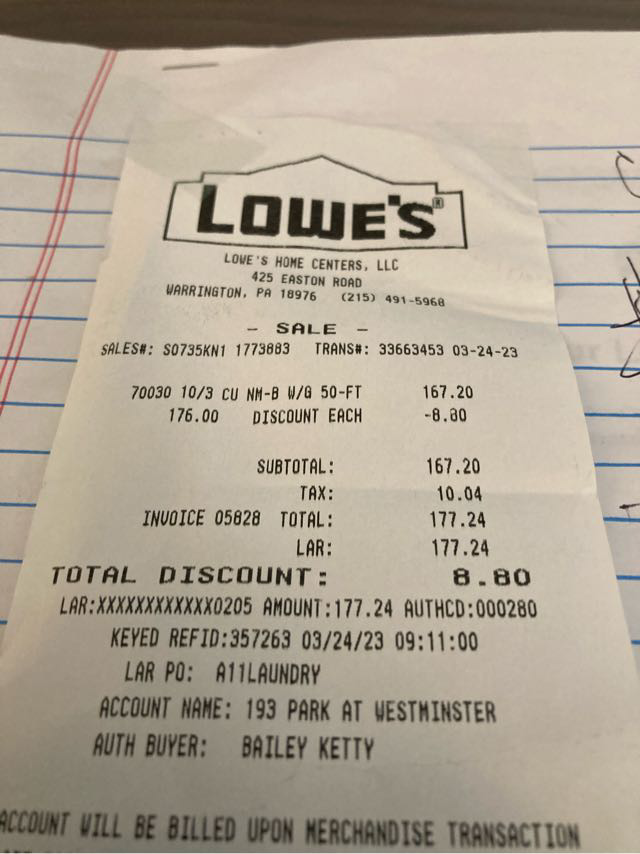 LOWE'S®
LOWE'S HOME CENTERS, LLC
425 EASTON ROAD
WARRINGTON, PA 18976 (215) 491-5968
- SALE -
SALES#: S0735KN1 1773883 TRANS#: 33663453 03-24-23
70030 10/3 CU NM-B W/G 50-FT 167.20
176.00 DISCOUNT EACH -8.80
SUBTOTAL: 167.20
TAX: 10.04
INVOICE 05828 TOTAL: 177.24
LAR: 177.24
TOTAL DISCOUNT: 8.80
LAR:XXXXXXXXXXXX0205 AMOUNT:177.24 AUTHCD:000280
KEYED REFID:357263 03/24/23 09:11:00
LAR PO: A11LAUNDRY
ACCOUNT NAME: 193 PARK AT WESTMINSTER
AUTH BUYER: BAILEY KETTY
ACCOUNT WILL BE BILLED UPON MERCHANDISE TRANSACTION